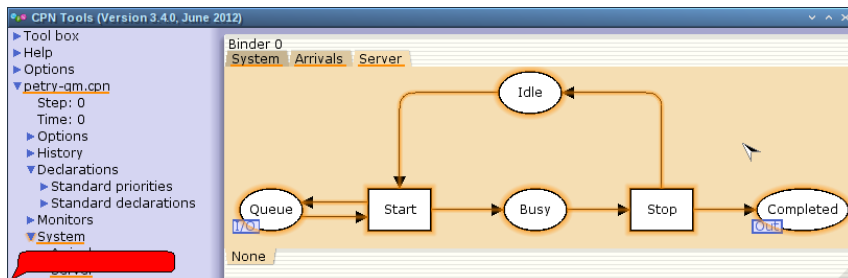 CPN Tools (Version 3.4.0, June 2012)
Tool box
Help
Options
petry-qm.cpn
Step: 0
Time: 0
Options
History
Declarations
Standard priorities
Standard declarations
Monitors
System
Server
Binder 0
System Arrivals Server
Idle
Queue Start Busy Stop Completed
I/O Out
None